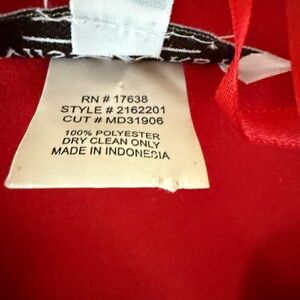 RN # 17638
STYLE # 2162201
CUT # MD31906
100% POLYESTER
DRY CLEAN ONLY
MADE IN INDONESIA